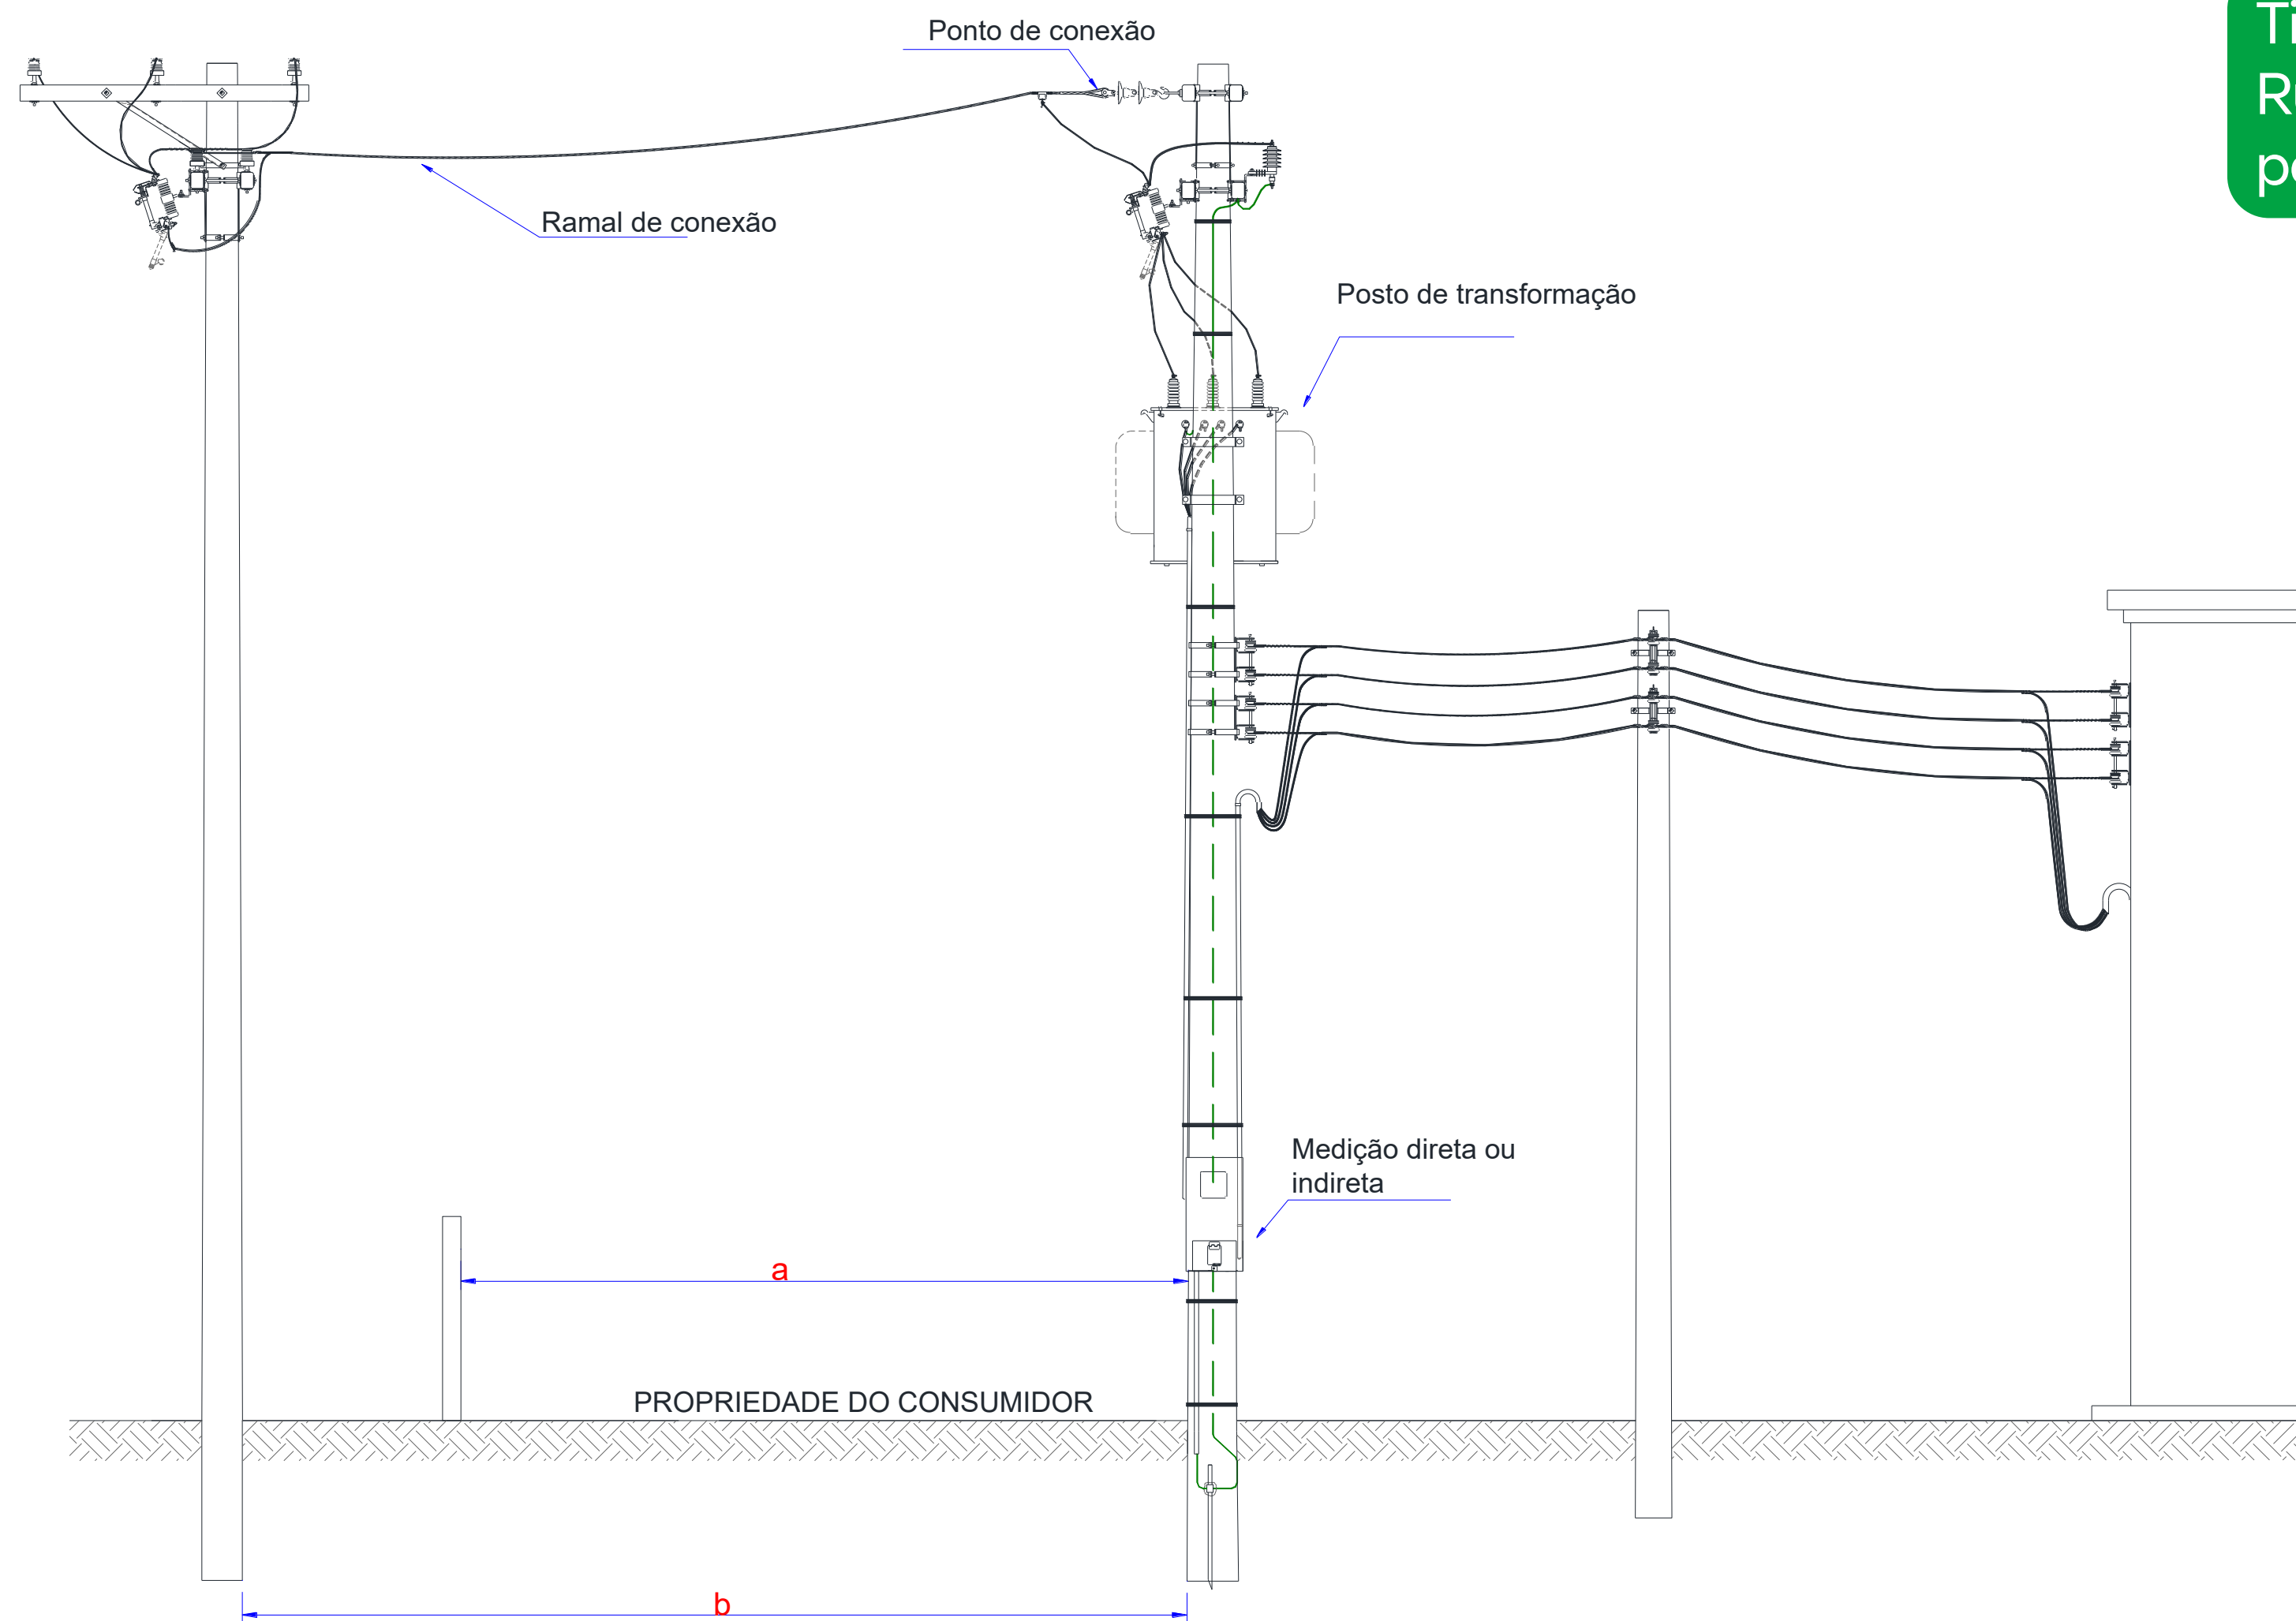 Ponto de conexão
Ramal de conexão
Posto de transformação
Medição direta ou
indireta
a
PROPRIEDADE DO CONSUMIDOR
b